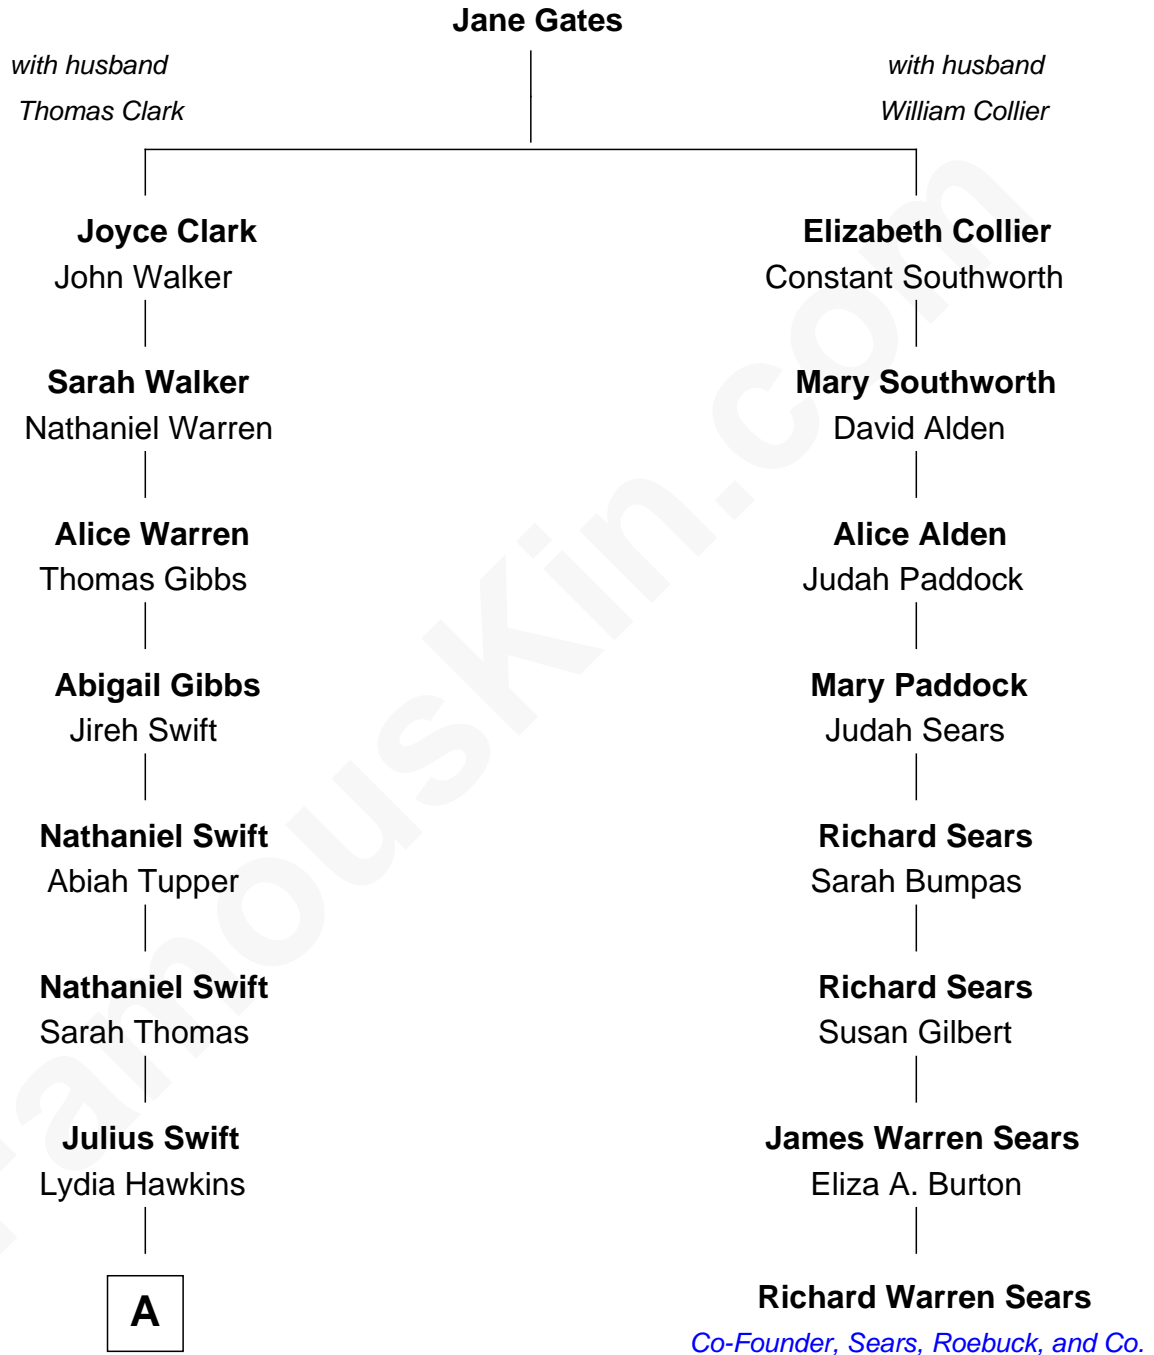 Jane Gates
with husband
Thomas Clark
with husband
William Collier
Joyce Clark
John Walker
Elizabeth Collier
Constant Southworth
Sarah Walker
Nathaniel Warren
Mary Southworth
David Alden
Alice Warren
Thomas Gibbs
Alice Alden
Judah Paddock
Abigail Gibbs
Jireh Swift
Mary Paddock
Judah Sears
Nathaniel Swift
Abiah Tupper
Richard Sears
Sarah Bumpas
Nathaniel Swift
Sarah Thomas
Richard Sears
Susan Gilbert
Julius Swift
Lydia Hawkins
James Warren Sears
Eliza A. Burton
A
Richard Warren Sears
Co-Founder, Sears, Roebuck, and Co.
FamousKin.com